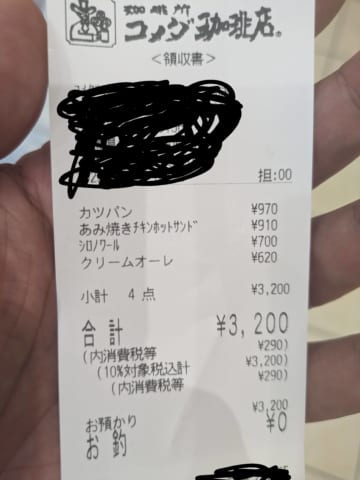 珈琲所
コメダ珈琲店®
<領収書>
担:00
カツパン ¥970
あみ焼きチキンホットサンド ¥910
シロノワール ¥700
クリームオーレ ¥620
小計 4点 ¥3,200
合計 ¥3,200
(内消費税等 ¥290)
(10%対象税込計 ¥3,200)
(内消費税等 ¥290)
お預かり ¥3,200
お釣 ¥0